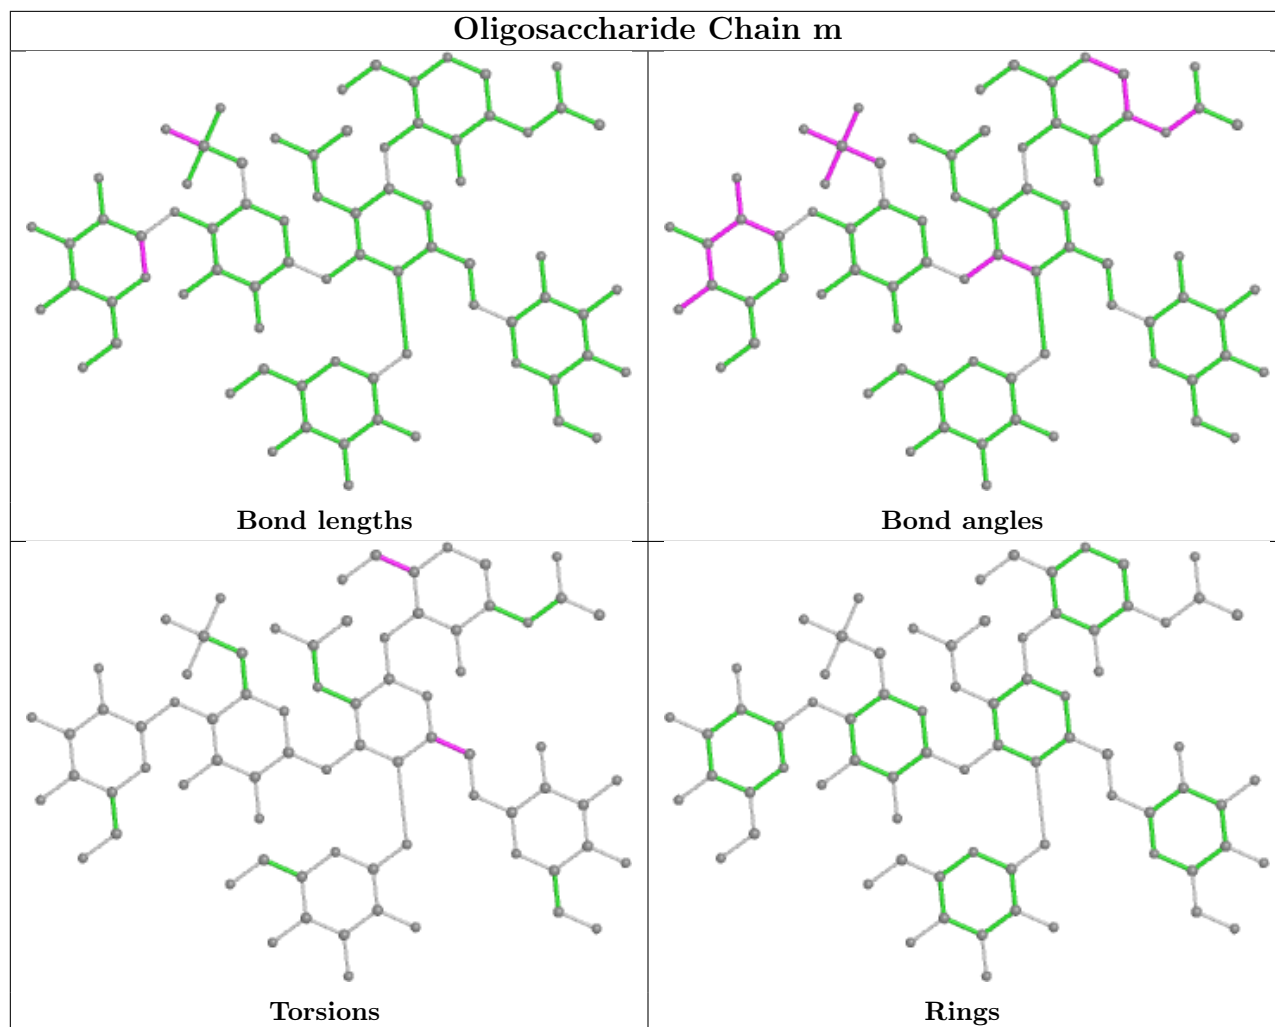 Oligosaccharide Chain m
Bond lengths
Bond angles
Torsions
Rings